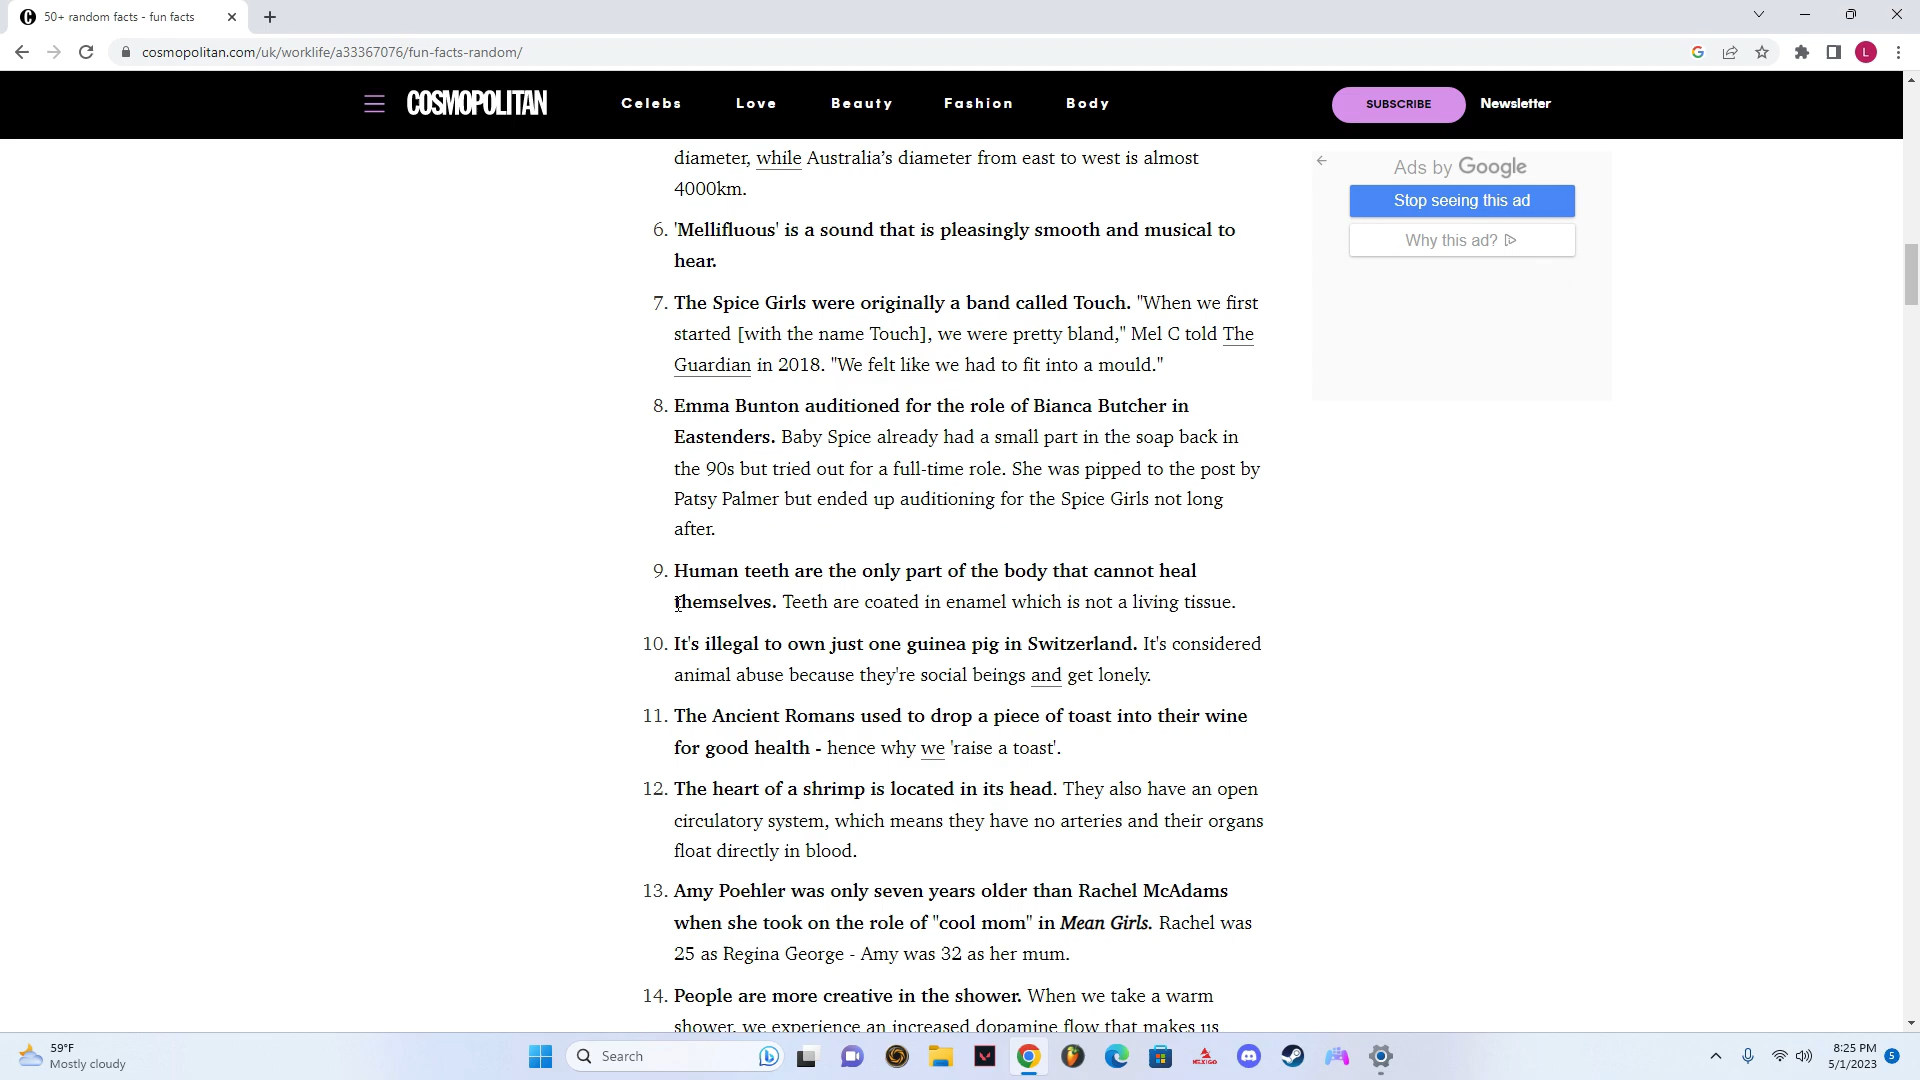 50+ random facts - fun facts
cosmopolitan.com/uk/worklife/a33367076/fun-facts-random/
L
COSMOPOLITAN
Celebs
Love
Beauty
Fashion
Body
SUBSCRIBE
Newsletter
diameter, while Australia’s diameter from east to west is almost
4000km.
6. 'Mellifluous' is a sound that is pleasingly smooth and musical to
hear.
7. The Spice Girls were originally a band called Touch. "When we first
started [with the name Touch], we were pretty bland," Mel C told The
Guardian in 2018. "We felt like we had to fit into a mould."
8. Emma Bunton auditioned for the role of Bianca Butcher in
Eastenders. Baby Spice already had a small part in the soap back in
the 90s but tried out for a full-time role. She was pipped to the post by
Patsy Palmer but ended up auditioning for the Spice Girls not long
after.
9. Human teeth are the only part of the body that cannot heal
themselves. Teeth are coated in enamel which is not a living tissue.
10. It's illegal to own just one guinea pig in Switzerland. It's considered
animal abuse because they're social beings and get lonely.
11. The Ancient Romans used to drop a piece of toast into their wine
for good health - hence why we 'raise a toast'.
12. The heart of a shrimp is located in its head. They also have an open
circulatory system, which means they have no arteries and their organs
float directly in blood.
13. Amy Poehler was only seven years older than Rachel McAdams
when she took on the role of "cool mom" in Mean Girls. Rachel was
25 as Regina George - Amy was 32 as her mum.
14. People are more creative in the shower. When we take a warm
shower, we experience an increased dopamine flow that makes us
Ads by Google
Stop seeing this ad
Why this ad?
59°F
Mostly cloudy
Search
8:25 PM
5/1/2023
5